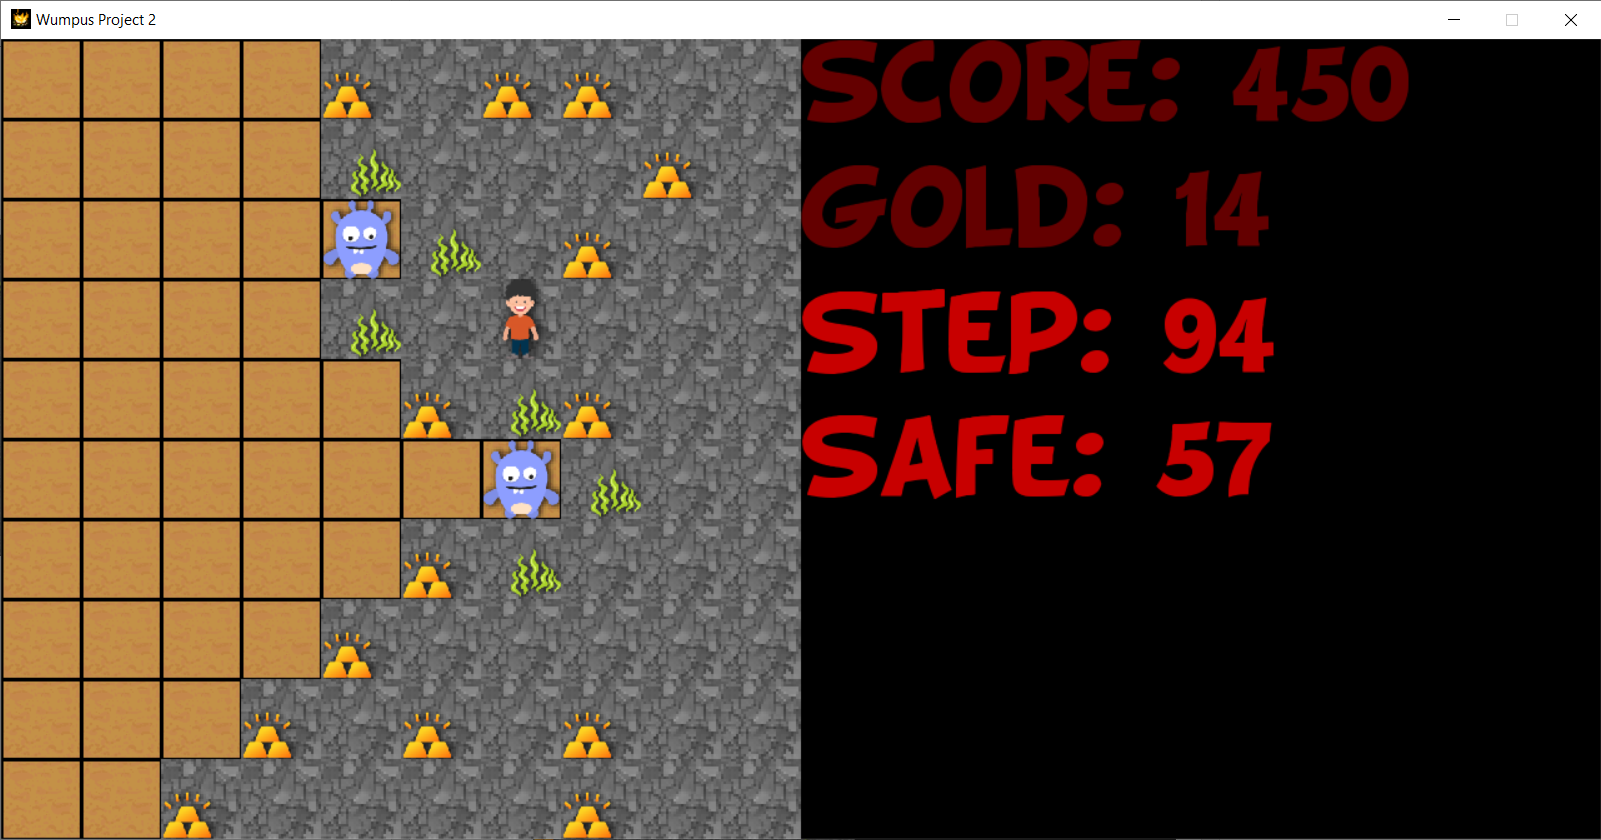 Wumpus Project 2
SCORE: 450
GOLD: 14
STEP: 94
SAFE: 57